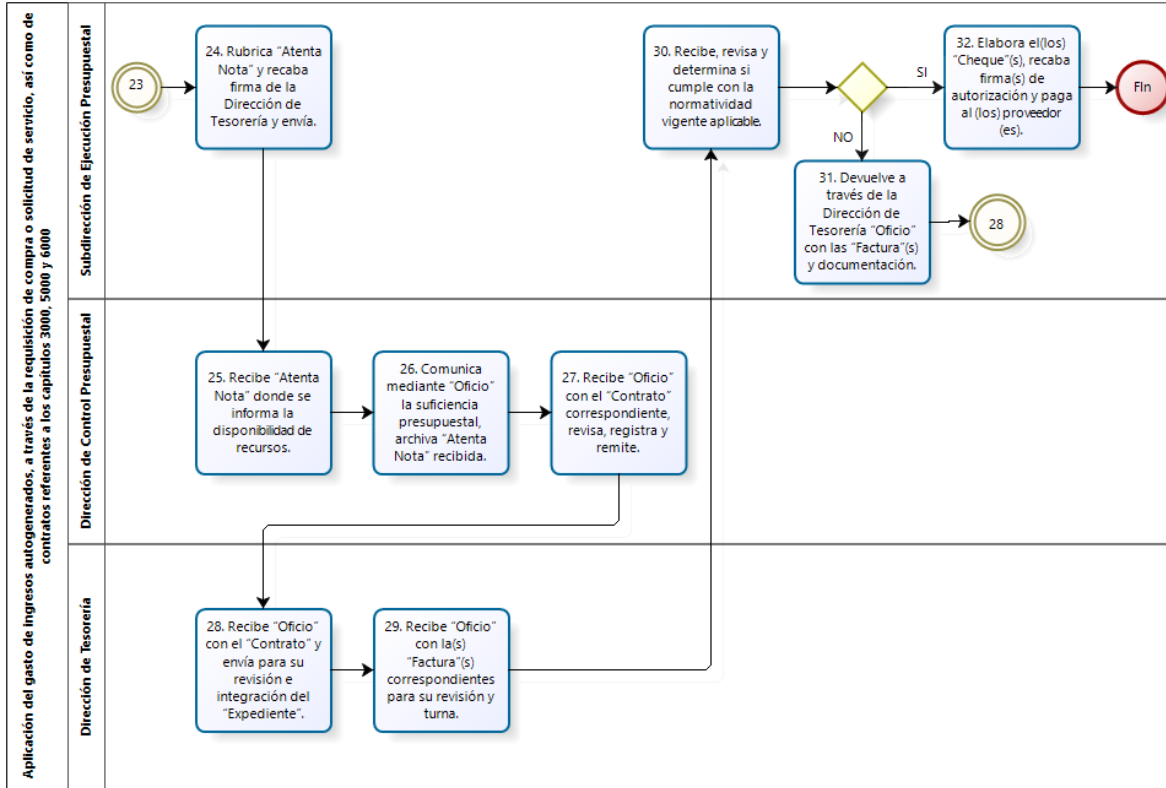 Aplicación del gasto de ingresos autogenerados, a través de la requisición de compra o solicitud de servicio, así como de
contratos referentes a los capítulos 3000, 5000 y 6000
Subdirección de Ejecución Presupuestal
23
24. Rubrica “Atenta
Nota” y recaba
firma de la
Dirección de
Tesorería y envía.
30. Recibe, revisa y
determina si
cumple con la
normatividad
vigente aplicable.
SI
NO
32. Elabora el(los)
“Cheque”(s), recaba
firma(s) de
autorización y paga
al (los) proveedor
(es).
Fin
31. Devuelve a
través de la
Dirección de
Tesorería “Oficio”
con las “Factura”(s)
y documentación.
28
Dirección de Control Presupuestal
25. Recibe “Atenta
Nota” donde se
informa la
disponibilidad de
recursos.
26. Comunica
mediante “Oficio”
la suficiencia
presupuestal,
archiva “Atenta
Nota” recibida.
27. Recibe “Oficio”
con el “Contrato”
correspondiente,
revisa, registra y
remite.
Dirección de Tesorería
28. Recibe “Oficio”
con el “Contrato” y
envía para su
revisión e
integración del
“Expediente”.
29. Recibe “Oficio”
con la(s)
“Factura”(s)
correspondientes
para su revisión y
turna.